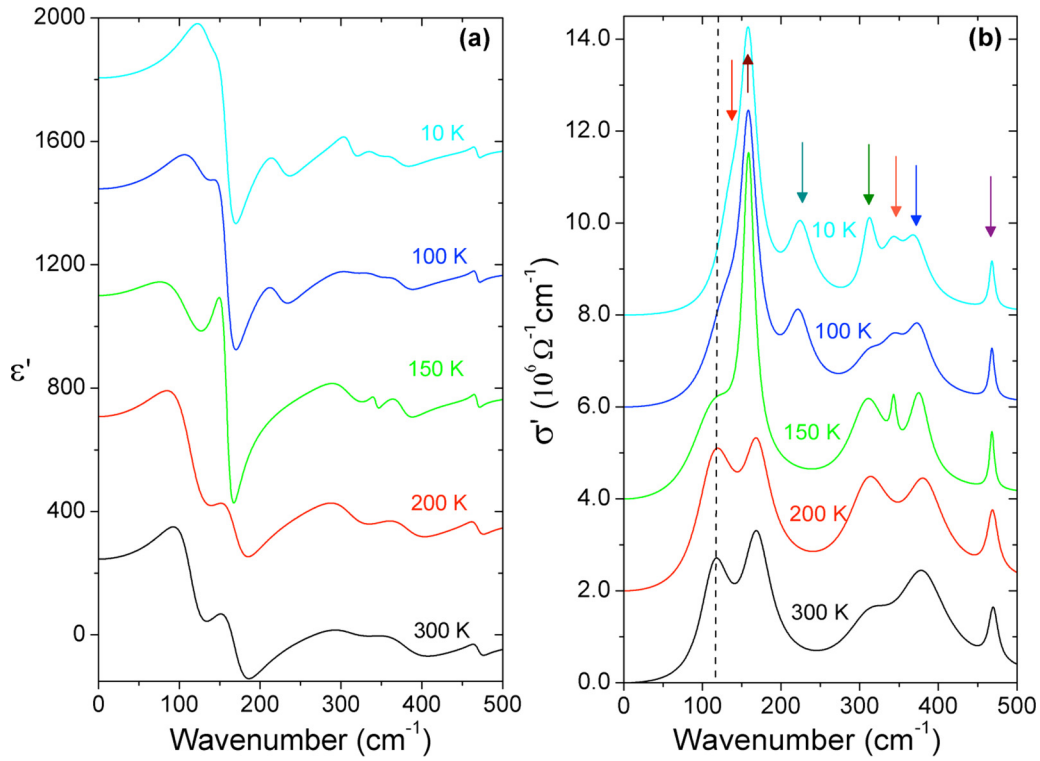 (a)
2000
1600
1200
800
400
0
ε'
10 K
100 K
150 K
200 K
300 K
0 100 200 300 400 500
Wavenumber (cm⁻¹)
(b)
14.0
12.0
10.0
8.0
6.0
4.0
2.0
0.0
σ' (10⁶ Ω⁻¹cm⁻¹)
10 K
100 K
150 K
200 K
300 K
0 100 200 300 400 500
Wavenumber (cm⁻¹)